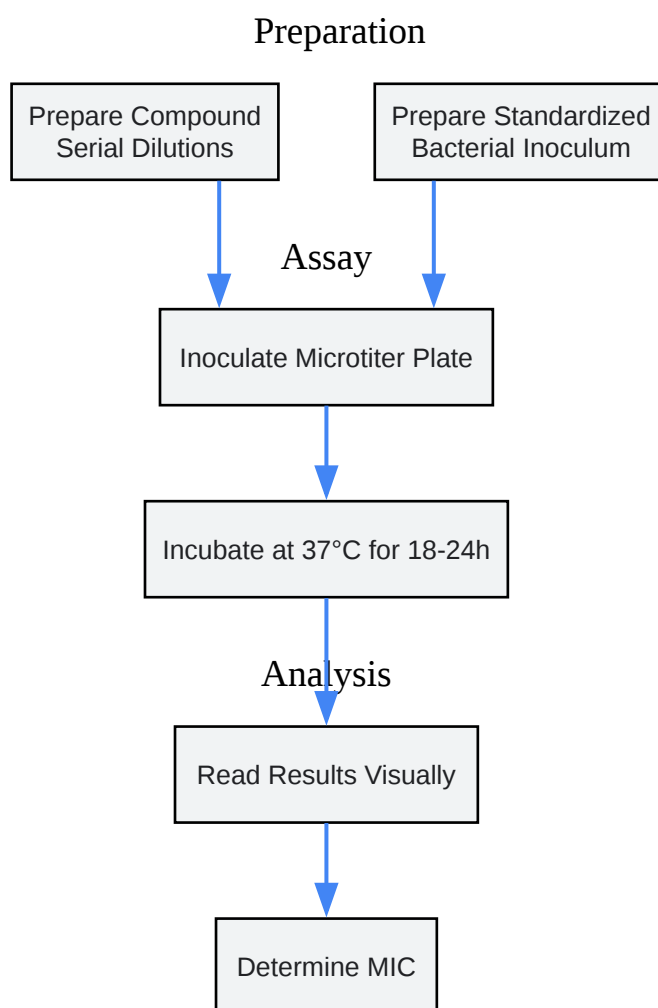 Preparation
Prepare Compound
Serial Dilutions
Prepare Standardized
Bacterial Inoculum
Assay
Inoculate Microtiter Plate
Incubate at 37°C for 18-24h
Analysis
Read Results Visually
Determine MIC